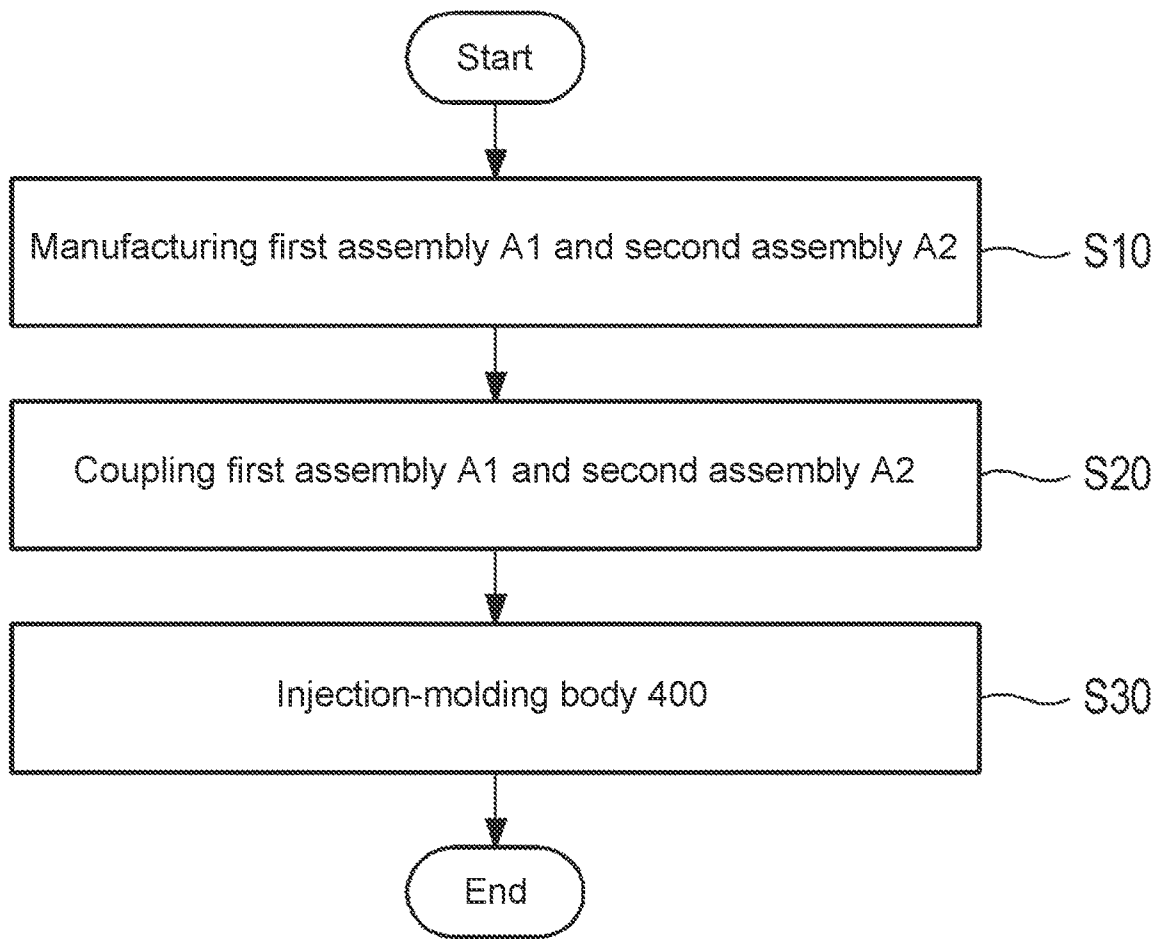 Start
Manufacturing first assembly A1 and second assembly A2
S10
Coupling first assembly A1 and second assembly A2
S20
Injection-molding body 400
S30
End